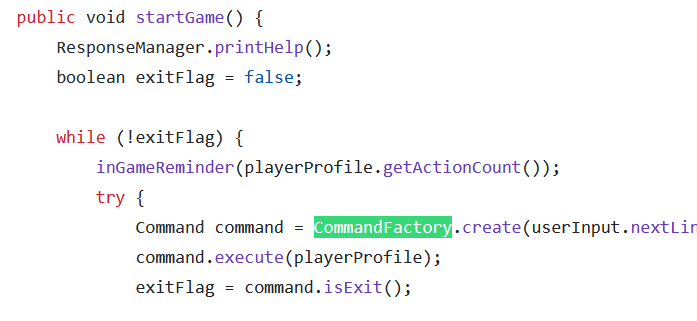 public void startGame() {
ResponseManager.printHelp();
boolean exitFlag = false;
while (!exitFlag) {
inGameReminder(playerProfile.getActionCount());
try {
Command command = CommandFactory.create(userInput.nextLin
command.execute(playerProfile);
exitFlag = command.isExit();